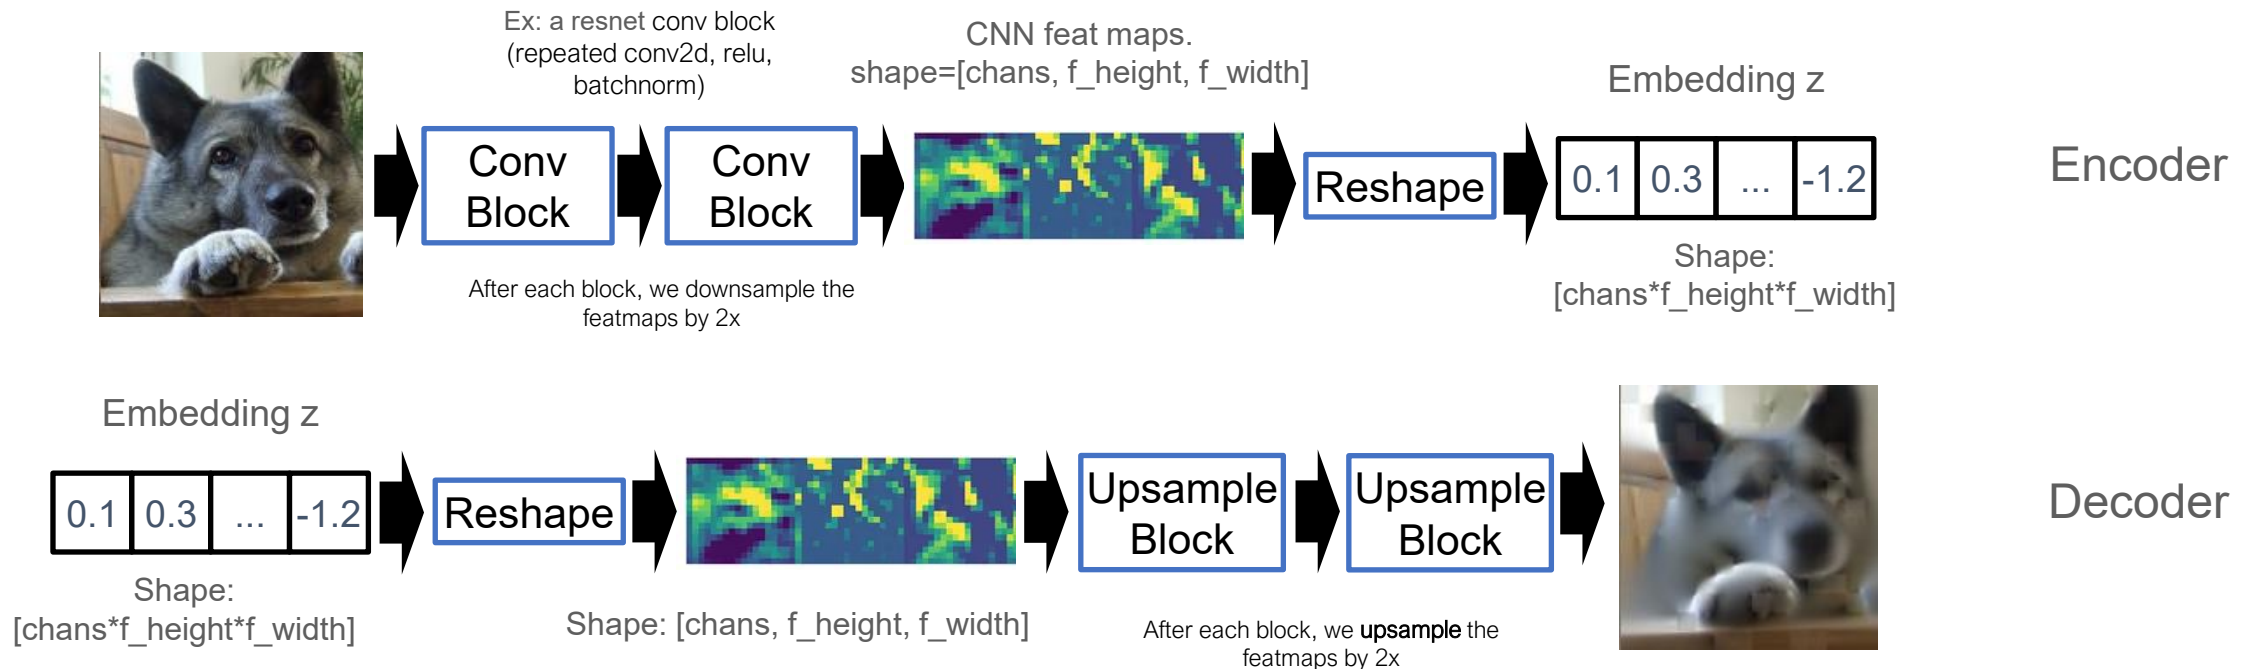 Ex: a resnet conv block
(repeated conv2d, relu,
batchnorm)
CNN feat maps.
shape=[chans, f_height, f_width]
Embedding z
Conv
Block
Conv
Block
Reshape
0.1 0.3 ... -1.2
Encoder
After each block, we downsample the
featmaps by 2x
Shape:
[chans*f_height*f_width]
Embedding z
0.1 0.3 ... -1.2
Reshape
Upsample
Block
Upsample
Block
Decoder
Shape:
[chans*f_height*f_width]
Shape: [chans, f_height, f_width]
After each block, we upsample the
featmaps by 2x